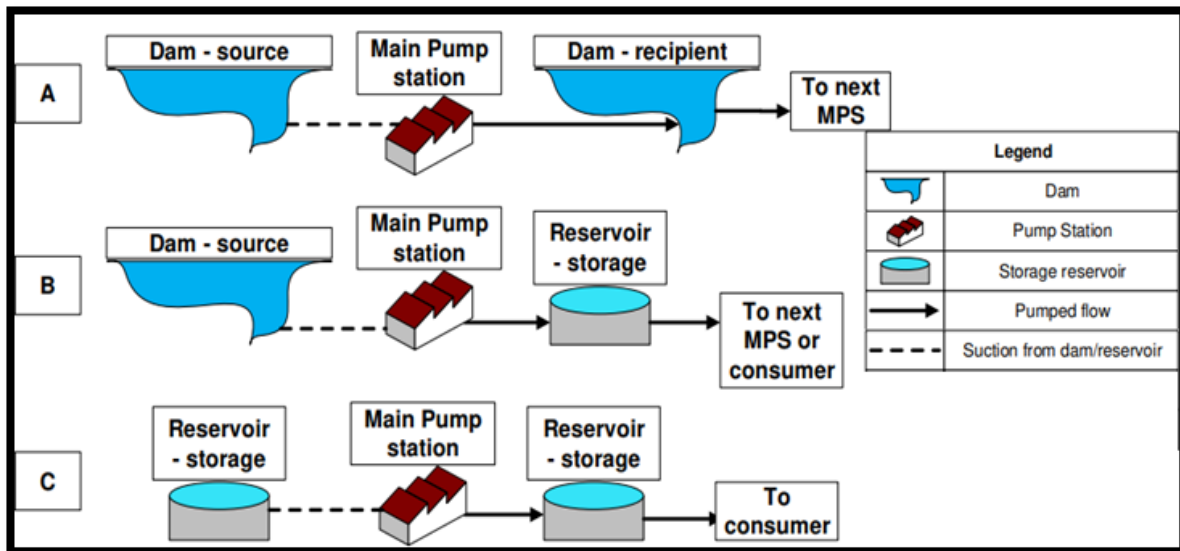 Dam - source
Main Pump
station
Dam - recipient
A
To next
MPS
Legend
Dam
Pump Station
Storage reservoir
Pumped flow
Suction from dam/reservoir
Dam - source
Main Pump
station
Reservoir
- storage
B
To next
MPS or
consumer
Reservoir
- storage
Main Pump
station
Reservoir
- storage
C
To
consumer